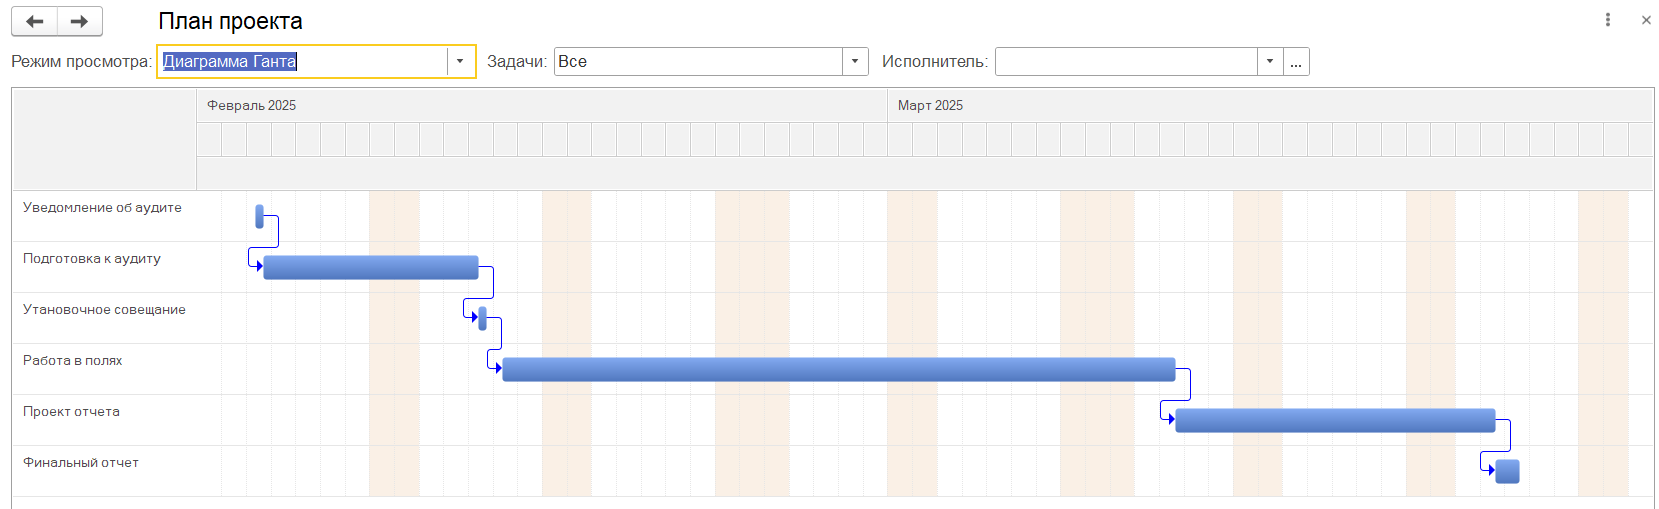 План проекта
Режим просмотра: Диаграмма Ганта Задачи: Все Исполнитель: ...
Февраль 2025 Март 2025
Уведомление об аудите
Подготовка к аудиту
Утановочное совещание
Работа в полях
Проект отчета
Финальный отчет